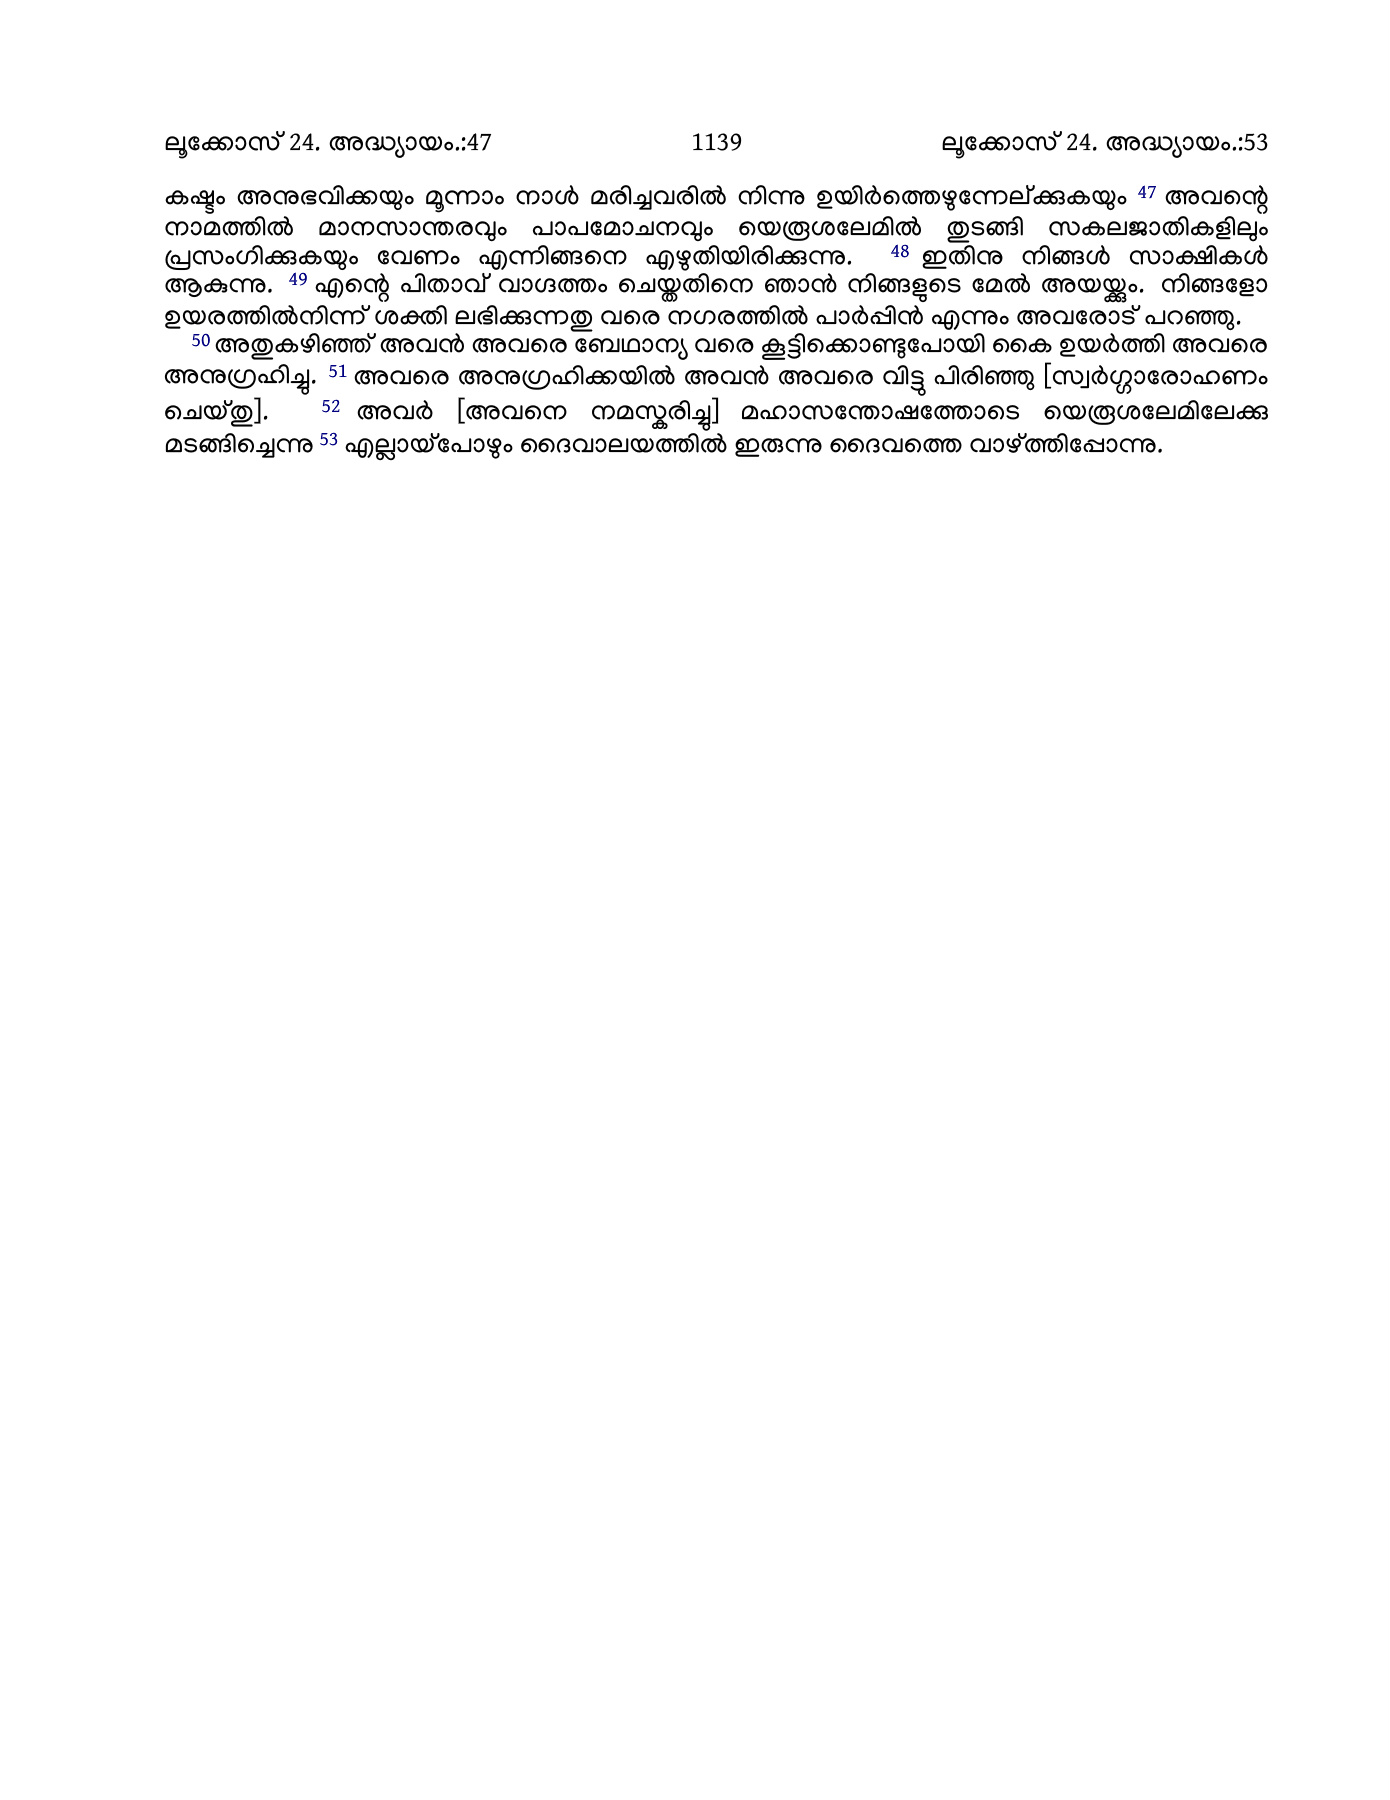 ലൂക്കോസ് 24. അദ്ധ്യായം.:47 1139 ലൂക്കോസ് 24. അദ്ധ്യായം.:53
കഷ്ടം അനുഭവിക്കയും മൂന്നാം നാൾ മരിച്ചവരിൽ നിന്നു ഉയിർത്തെഴുന്നേല്ക്കുകയും 47 അവന്റെ
നാമത്തിൽ മാനസാന്തരവും പാപമോചനവും യെരൂശലേമിൽ തുടങ്ങി സകലജാതികളിലും
പ്രസംഗിക്കുകയും വേണം എന്നിങ്ങനെ എഴുതിയിരിക്കുന്നു. 48 ഇതിനു നിങ്ങൾ സാക്ഷികൾ
ആകുന്നു. 49 എന്റെ പിതാവ് വാഗ്ദത്തം ചെയ്തതിനെ ഞാൻ നിങ്ങളുടെ മേൽ അയയ്ക്കും. നിങ്ങളോ
ഉയരത്തിൽനിന്ന് ശക്തി ലഭിക്കുന്നതു വരെ നഗരത്തിൽ പാർപ്പിൻ എന്നും അവരോട് പറഞ്ഞു.
50 അതുകഴിഞ്ഞ് അവൻ അവരെ ബേഥാന്യ വരെ കൂട്ടിക്കൊണ്ടുപോയി കൈ ഉയർത്തി അവരെ
അനുഗ്രഹിച്ചു. 51 അവരെ അനുഗ്രഹിക്കയിൽ അവൻ അവരെ വിട്ടു പിരിഞ്ഞു [സ്വർഗ്ഗാരോഹണം
ചെയ്തു]. 52 അവർ [അവനെ നമസ്കരിച്ചു] മഹാസന്തോഷത്തോടെ യെരൂശലേമിലേക്കു
മടങ്ങിച്ചെന്നു 53 എല്ലായ്പോഴും ദൈവാലയത്തിൽ ഇരുന്നു ദൈവത്തെ വാഴ്ത്തിപ്പോന്നു.